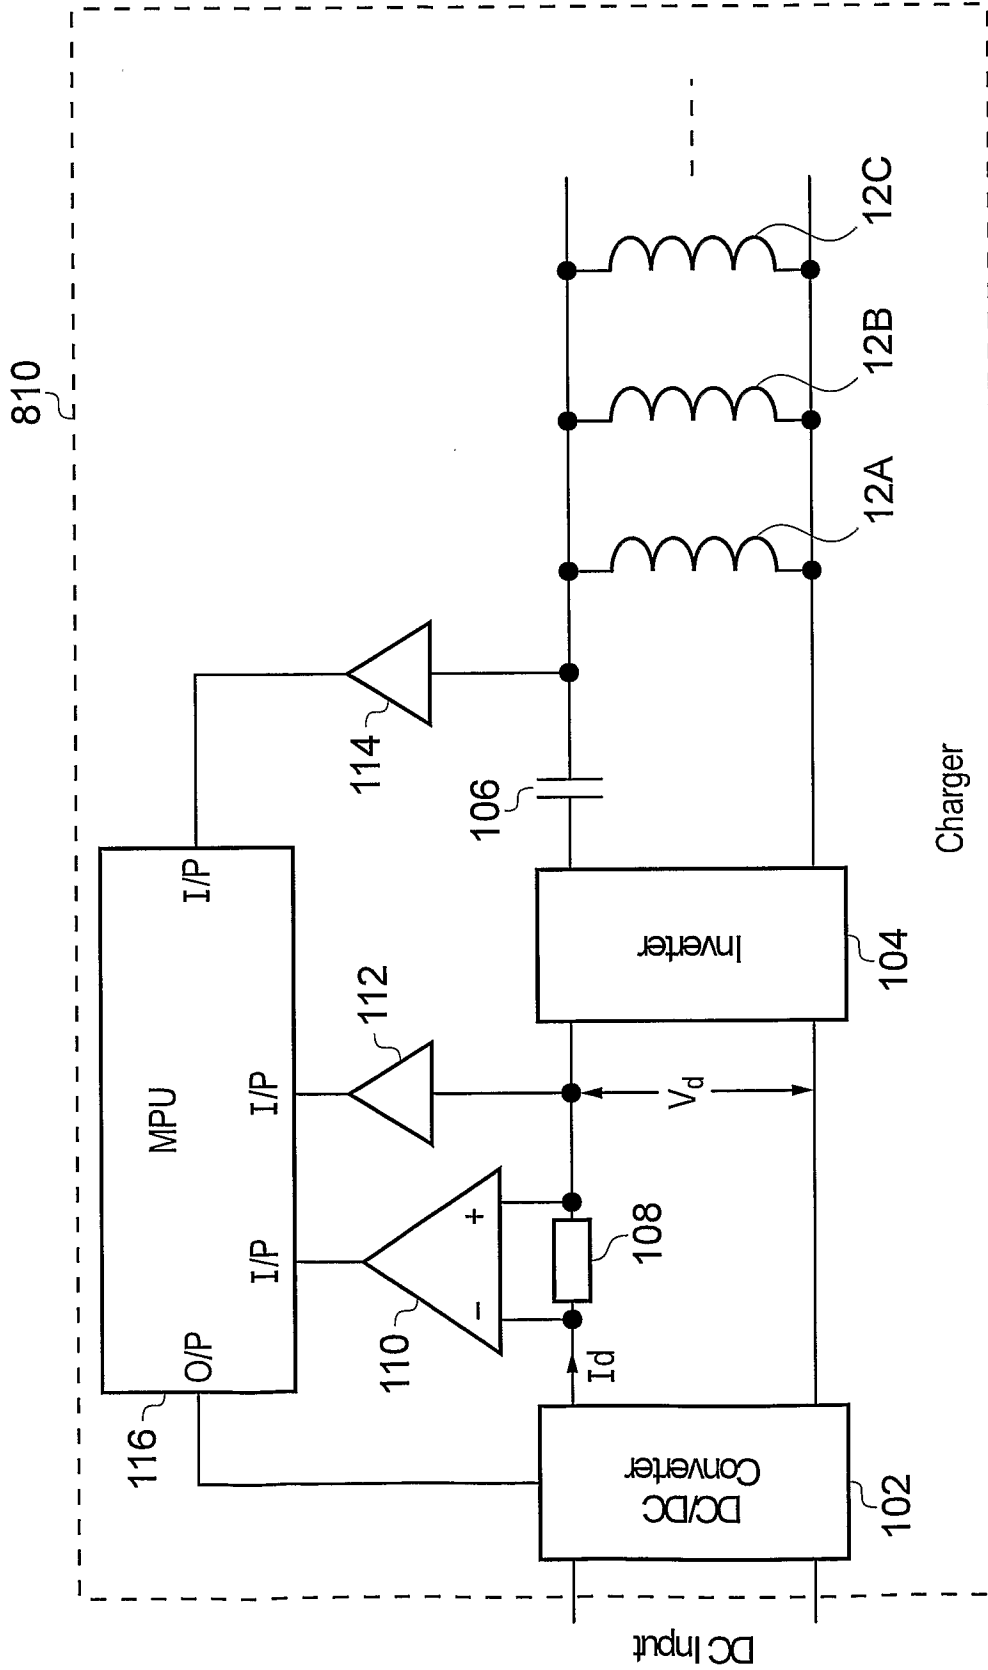 810
116
MPU
O/P
I/P
I/P
I/P
110
−
+
112
114
106
DC Input
DC/DC
Converter
102
Id
108
Vd
Inverter
104
12A
12B
12C
Charger